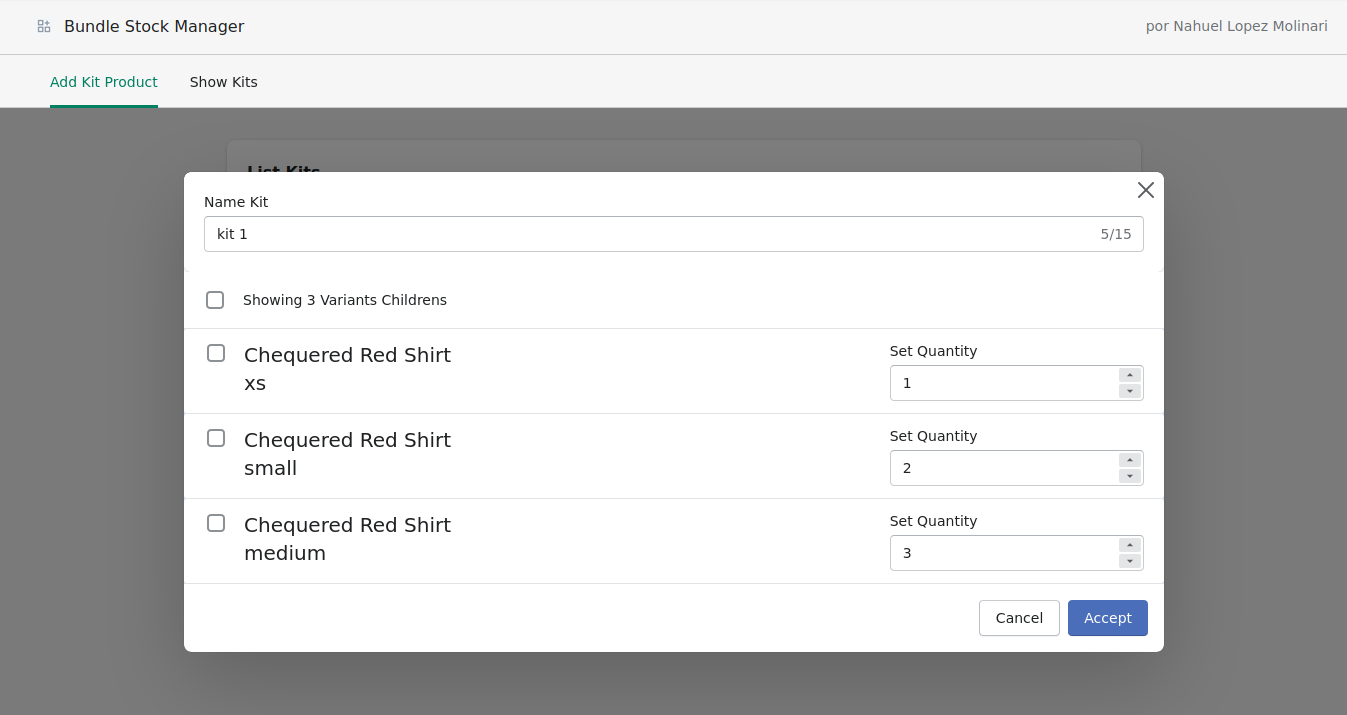 Bundle Stock Manager
por Nahuel Lopez Molinari
Add Kit Product
Show Kits
List Kits
Name Kit
kit 1
5/15
Showing 3 Variants Childrens
Chequered Red Shirt
xs
Set Quantity
1
Chequered Red Shirt
small
Set Quantity
2
Chequered Red Shirt
medium
Set Quantity
3
Cancel
Accept